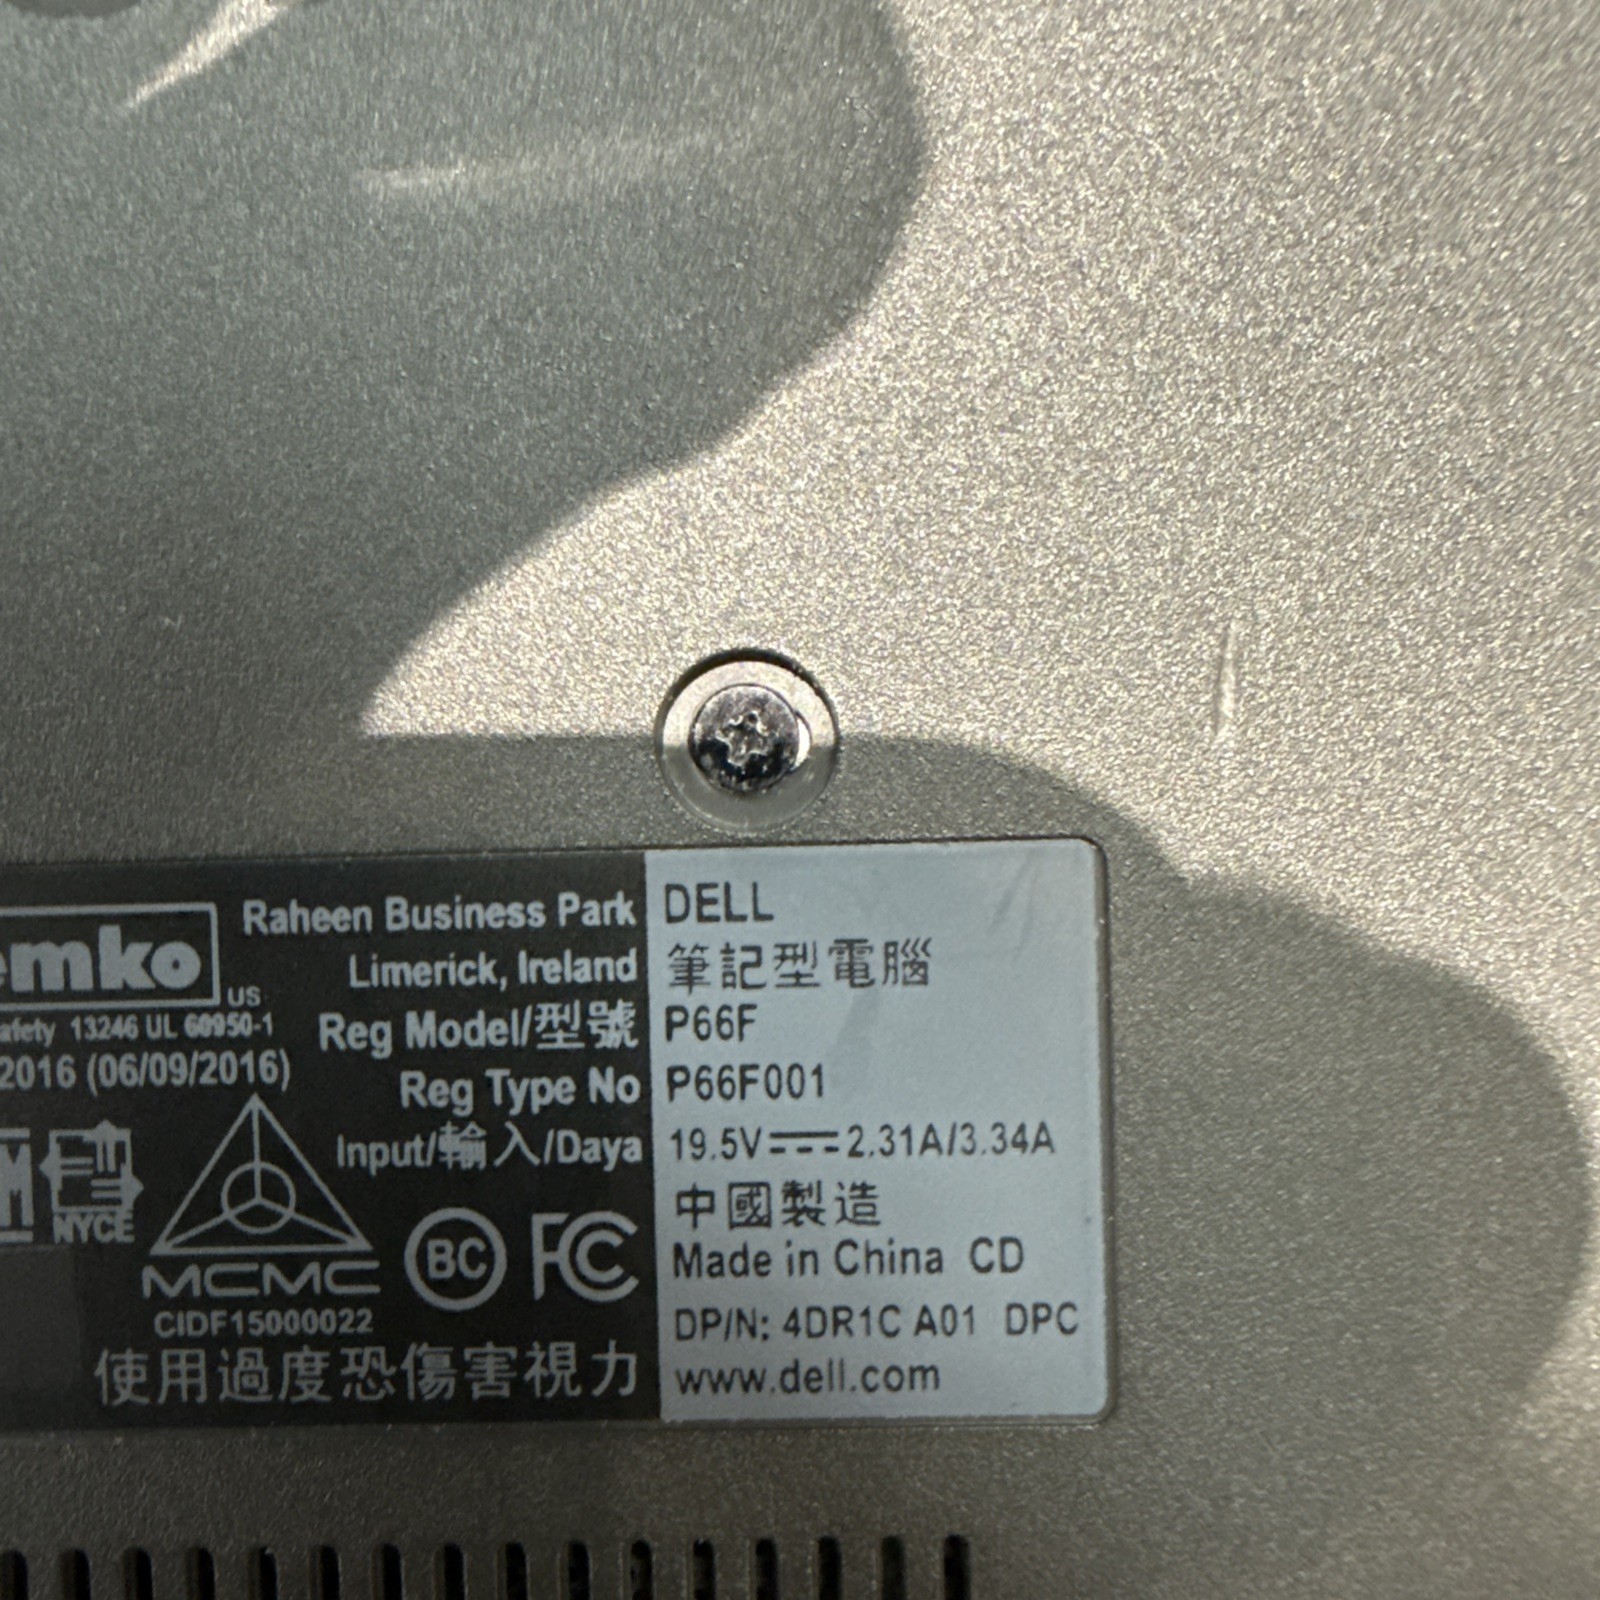 emko
US
afety 13246 UL 60950-1
2016 (06/09/2016)
NYCE
MCMC
CIDF15000022
BC
FC
使用過度恐傷害視力
Raheen Business Park
Limerick, Ireland
Reg Model/型號
Reg Type No
Input/輸入/Daya
DELL
筆記型電腦
P66F
P66F001
19.5V⎓2.31A/3.34A
中國製造
Made in China CD
DP/N: 4DR1C A01 DPC
www.dell.com